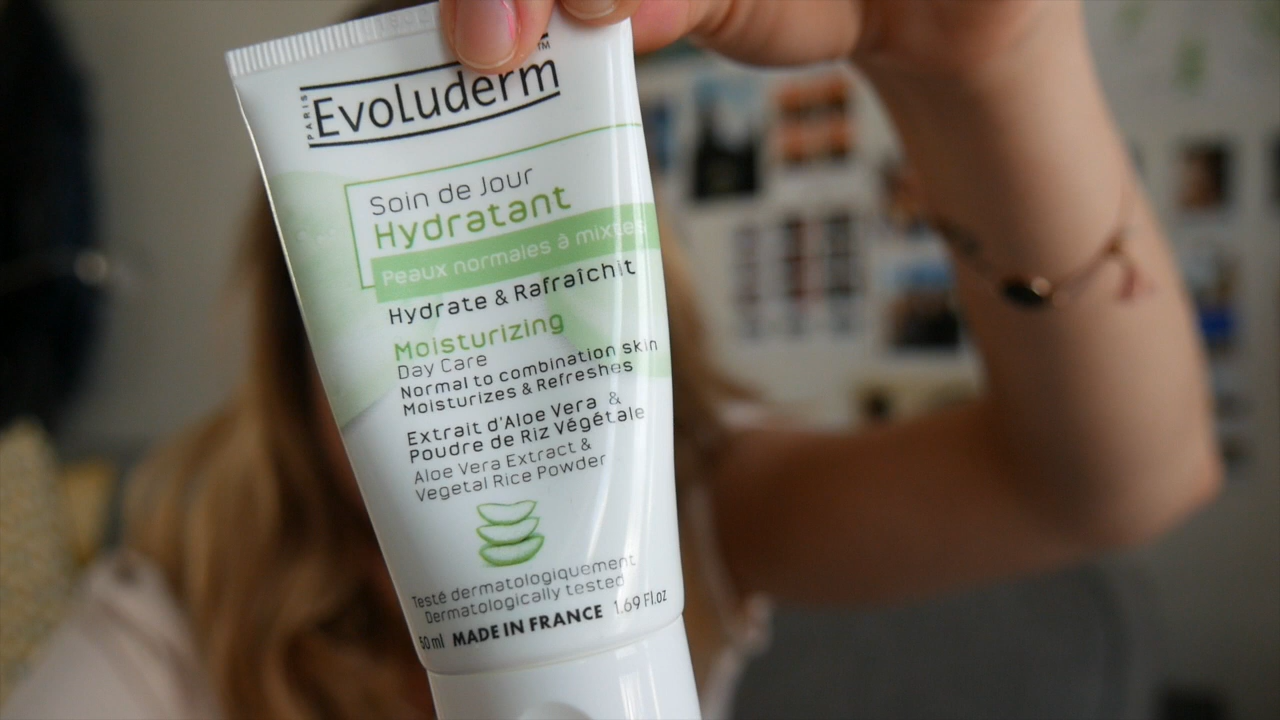 PARIS
Evoluderm
TM
Soin de Jour
Hydratant
Peaux normales à mixtes
Hydrate & Rafraîchit
Moisturizing
Day Care
Normal to combination skin
Moisturizes & Refreshes
Extrait d'Aloe Vera &
Poudre de Riz Végétale
Aloe Vera Extract &
Vegetal Rice Powder
Testé dermatologiquement
Dermatologically tested
50 ml MADE IN FRANCE 1.69 Fl.oz